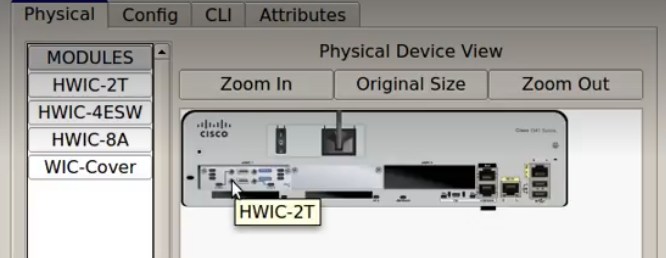 Physical Config CLI Attributes
MODULES
HWIC-2T
HWIC-4ESW
HWIC-8A
WIC-Cover
Physical Device View
Zoom In Original Size Zoom Out
CISCO
HWIC-2T